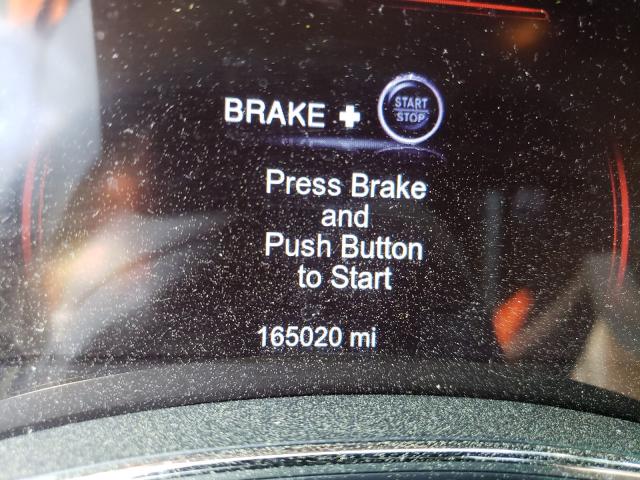 BRAKE + START STOP
Press Brake
and
Push Button
to Start
165020 mi